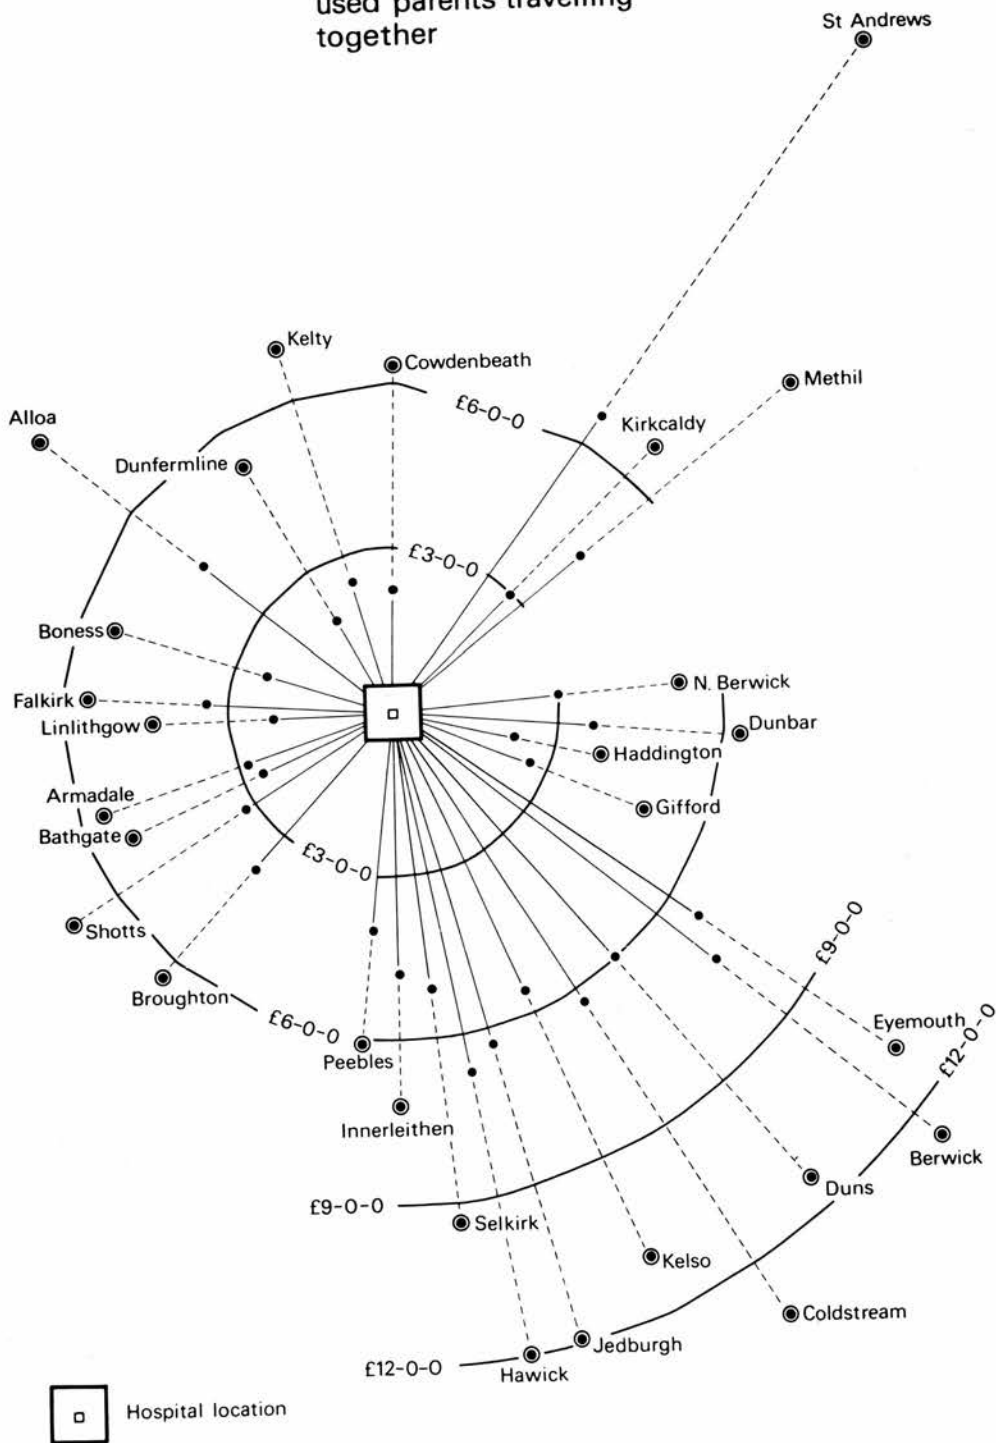 used parents travelling
together
St Andrews
Kelty
Cowdenbeath
Methil
£6-0-0
Alloa
Kirkcaldy
Dunfermline
£3-0-0
Boness
N. Berwick
Falkirk
Dunbar
Linlithgow
Haddington
Armadale
Gifford
Bathgate
£3-0-0
Shotts
£9-0-0
Broughton
£6-0-0
Eyemouth
£12-0-0
Peebles
Innerleithen
Berwick
Duns
£9-0-0
Selkirk
Kelso
Coldstream
Jedburgh
£12-0-0
Hawick
Hospital location